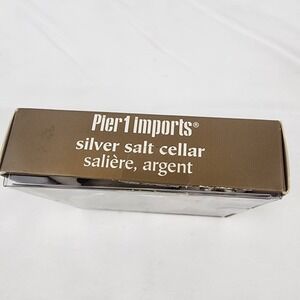 Pier1 imports®
silver salt cellar
salière, argent